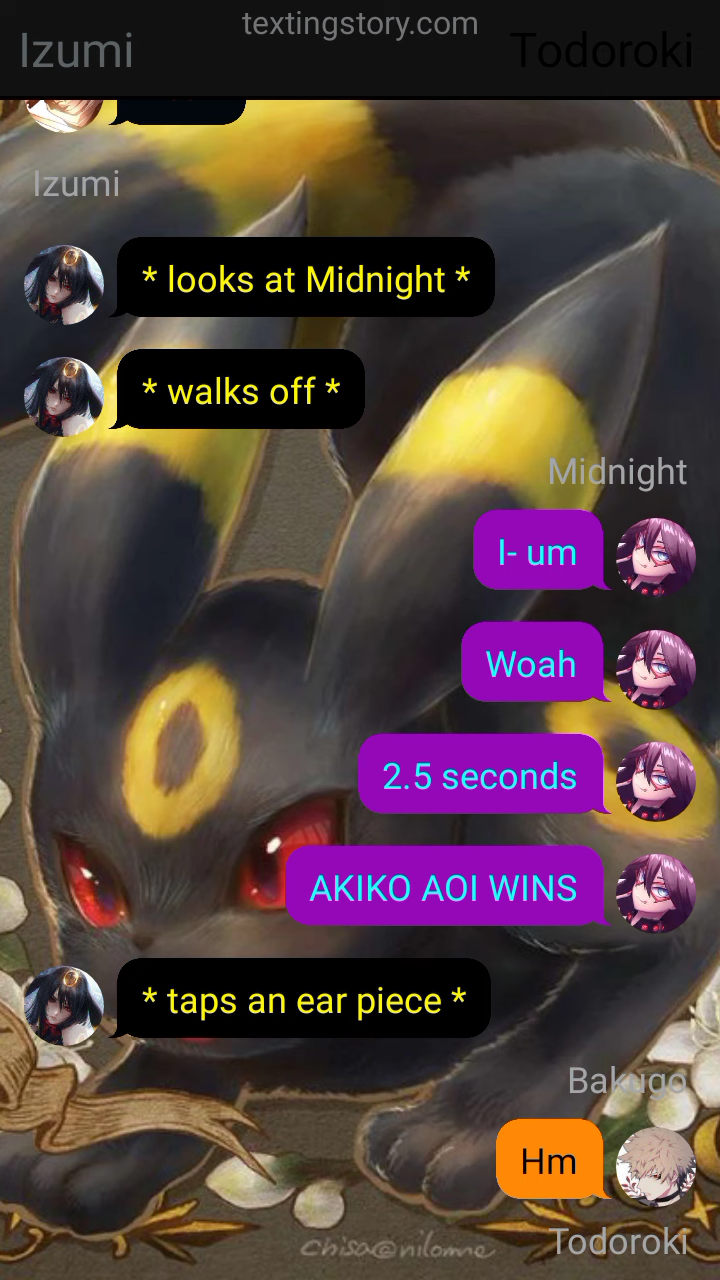 textingstory.com
Izumi
Todoroki
Izumi
* looks at Midnight *
* walks off *
Midnight
I- um
Woah
2.5 seconds
AKIKO AOI WINS
* taps an ear piece *
Bakugo
Hm
chisa@nilome
Todoroki